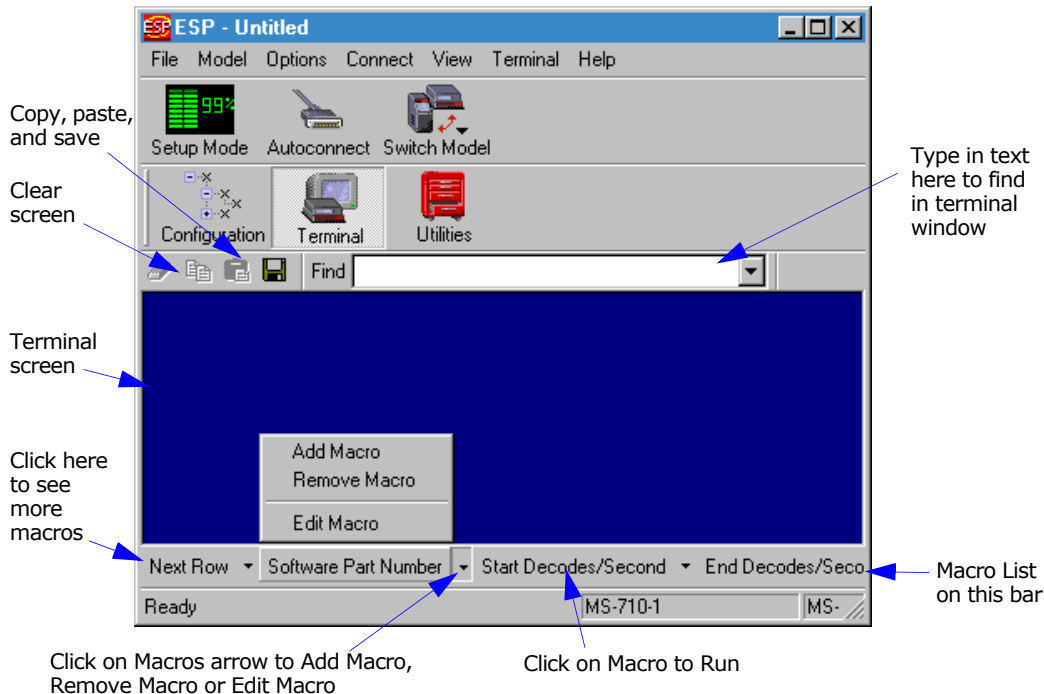 ESP ESP - Untitled
File Model Options Connect View Terminal Help
99%
Setup Mode Autoconnect Switch Model
Configuration Terminal Utilities
Find
Copy, paste,
and save
Clear
screen
Terminal
screen
Click here
to see
more
macros
Type in text
here to find
in terminal
window
Add Macro
Remove Macro
Edit Macro
Next Row Software Part Number Start Decodes/Second End Decodes/Seco
Ready MS-710-1 MS-
Macro List
on this bar
Click on Macros arrow to Add Macro,
Remove Macro or Edit Macro
Click on Macro to Run